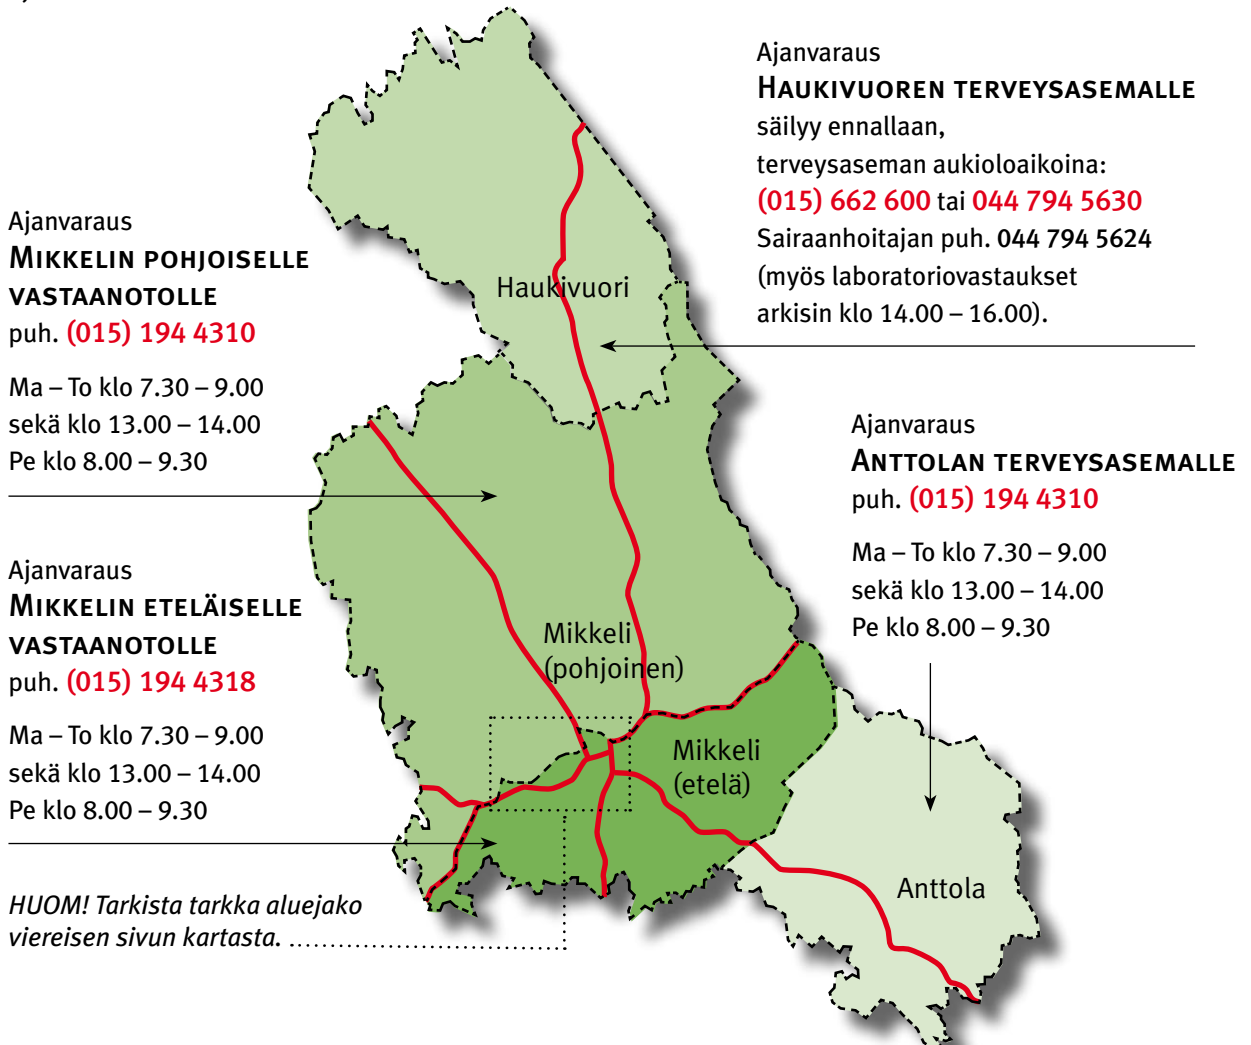 Ajanvaraus
HAUKIVUOREN TERVEYSASEMALLE
säilyy ennallaan,
terveysaseman aukioloaikoina:
(015) 662 600 tai 044 794 5630
Sairaanhoitajan puh. 044 794 5624
(myös laboratoriovastaukset
arkisin klo 14.00 – 16.00).
Ajanvaraus
MIKKELIN POHJOISELLE
VASTAANOTOLLE
puh. (015) 194 4310
Ma – To klo 7.30 – 9.00
sekä klo 13.00 – 14.00
Pe klo 8.00 – 9.30
Ajanvaraus
MIKKELIN ETELÄISELLE
VASTAANOTOLLE
puh. (015) 194 4318
Ma – To klo 7.30 – 9.00
sekä klo 13.00 – 14.00
Pe klo 8.00 – 9.30
HUOM! Tarkista tarkka aluejako
viereisen sivun kartasta.
Ajanvaraus
ANTTOLAN TERVEYSASEMALLE
puh. (015) 194 4310
Ma – To klo 7.30 – 9.00
sekä klo 13.00 – 14.00
Pe klo 8.00 – 9.30
Haukivuori
Mikkeli
(pohjoinen)
Mikkeli
(etelä)
Anttola